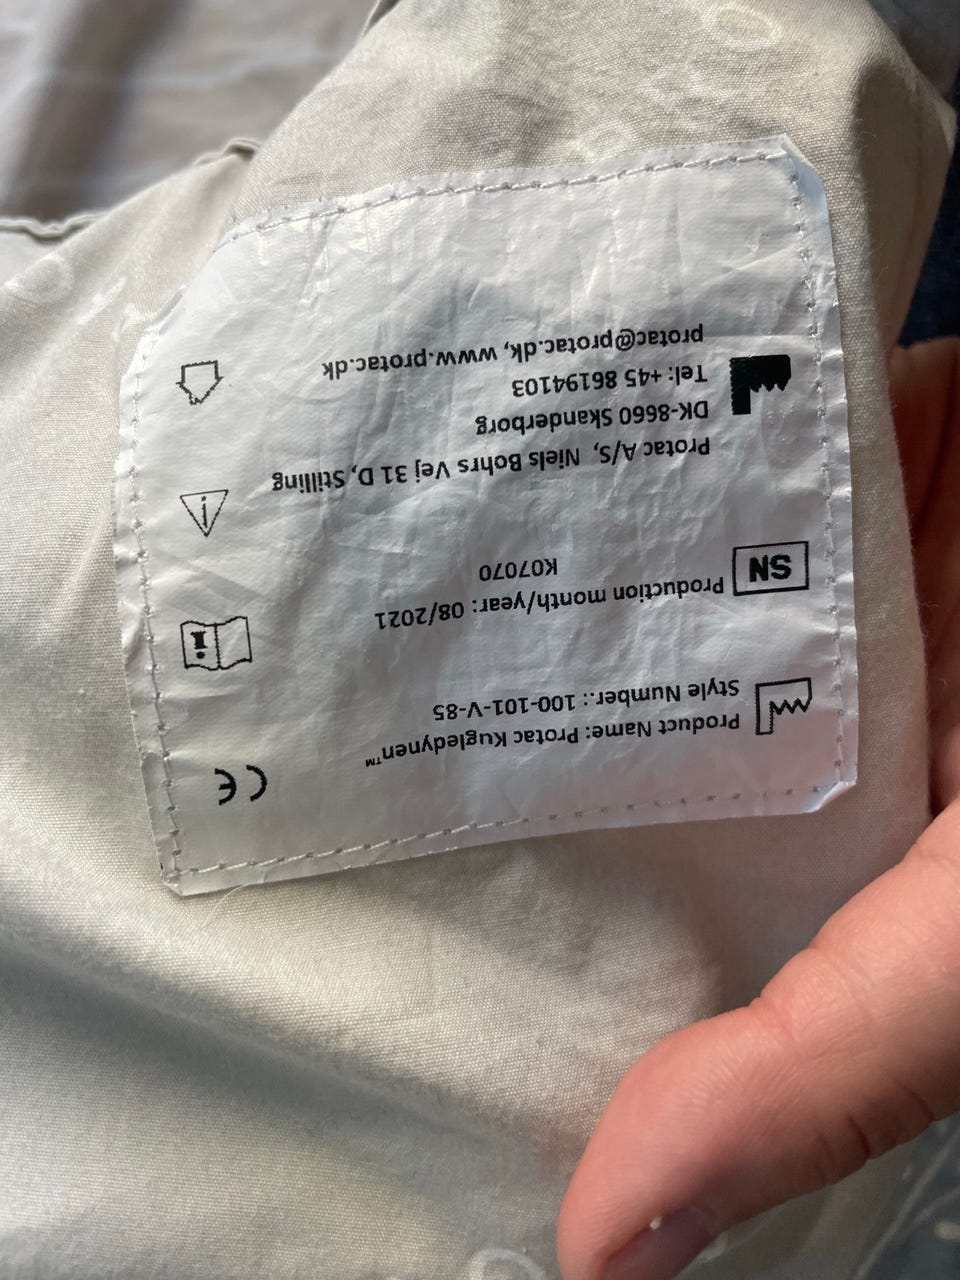 CE
Product Name: Protac Kugledynen™
Style Number.: 100-101-V-85
SN
Production month/year: 08/2021
K07070
Protac A/S, Niels Bohrs Vej 31 D, Stilling
DK-8660 Skanderborg
Tel: +45 86194103
protac@protac.dk, www.protac.dk